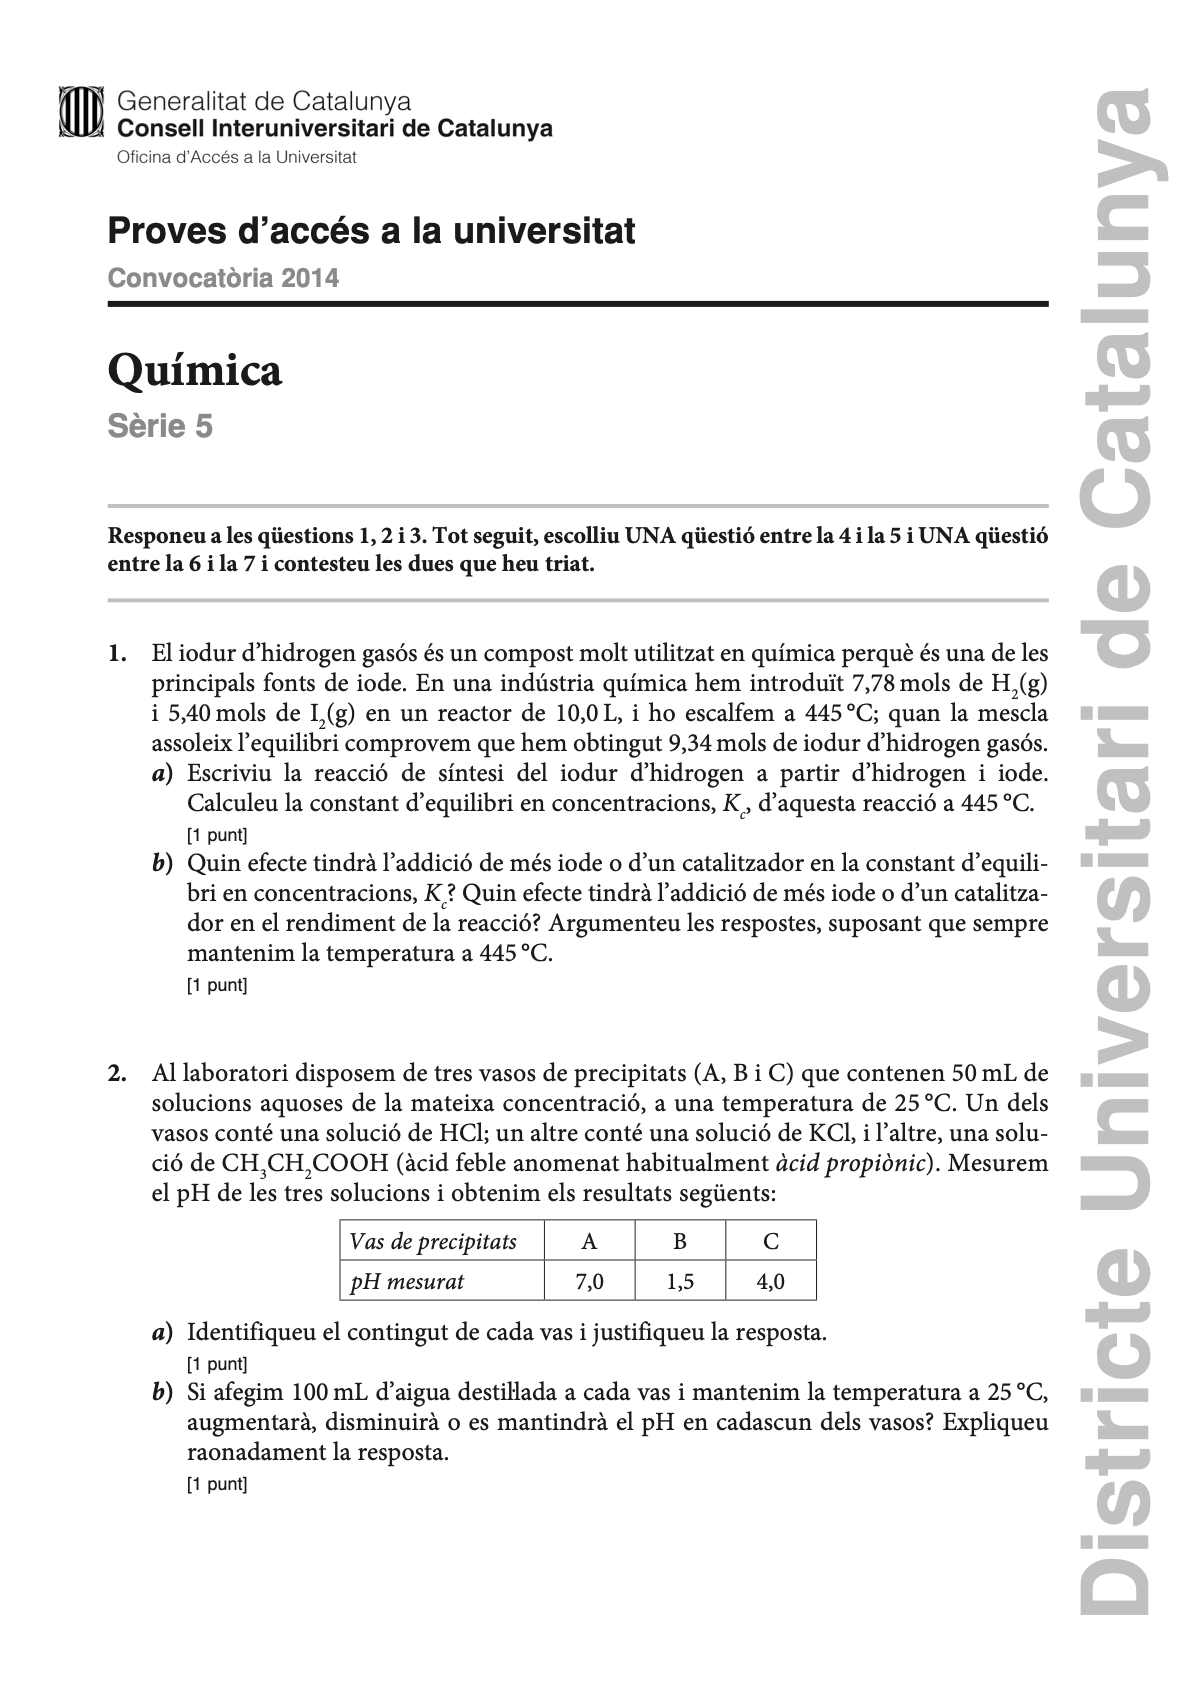 Generalitat de Catalunya
Consell Interuniversitari de Catalunya
Oficina d'Accés a la Universitat
Proves d'accés a la universitat
Convocatòria 2014
Química
Sèrie 5
Responeu a les qüestions 1, 2 i 3. Tot seguit, escolliu UNA qüestió entre la 4 i la 5 i UNA qüestió
entre la 6 i la 7 i contesteu les dues que heu triat.
1. El iodur d'hidrogen gasós és un compost molt utilitzat en química perquè és una de les
principals fonts de iode. En una indústria química hem introduït 7,78 mols de H₂(g)
i 5,40 mols de I₂(g) en un reactor de 10,0 L, i ho escalfem a 445 °C; quan la mescla
assoleix l'equilibri comprovem que hem obtingut 9,34 mols de iodur d'hidrogen gasós.
a) Escriviu la reacció de síntesi del iodur d'hidrogen a partir d'hidrogen i iode.
Calculeu la constant d'equilibri en concentracions, Kc, d'aquesta reacció a 445 °C.
[1 punt]
b) Quin efecte tindrà l'addició de més iode o d'un catalitzador en la constant d'equili-
bri en concentracions, Kc? Quin efecte tindrà l'addició de més iode o d'un catalitza-
dor en el rendiment de la reacció? Argumenteu les respostes, suposant que sempre
mantenim la temperatura a 445 °C.
[1 punt]
2. Al laboratori disposem de tres vasos de precipitats (A, B i C) que contenen 50 mL de
solucions aquoses de la mateixa concentració, a una temperatura de 25 °C. Un dels
vasos conté una solució de HCl; un altre conté una solució de KCl, i l'altre, una solu-
ció de CH₃CH₂COOH (àcid feble anomenat habitualment àcid propiònic). Mesurem
el pH de les tres solucions i obtenim els resultats següents:
Vas de precipitats A B C
pH mesurat 7,0 1,5 4,0
a) Identifiqueu el contingut de cada vas i justifiqueu la resposta.
[1 punt]
b) Si afegim 100 mL d'aigua destil·lada a cada vas i mantenim la temperatura a 25 °C,
augmentarà, disminuirà o es mantindrà el pH en cadascun dels vasos? Expliqueu
raonadament la resposta.
[1 punt]
Districte Universitari de Catalunya